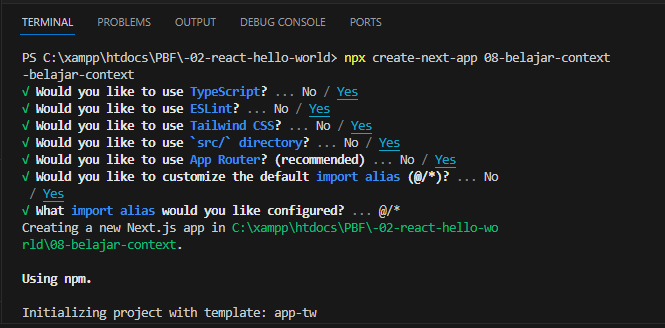 TERMINAL PROBLEMS OUTPUT DEBUG CONSOLE PORTS
PS C:\xampp\htdocs\PBF\-02-react-hello-world> npx create-next-app 08-belajar-context
-belajar-context
√ Would you like to use TypeScript? ... No / Yes
√ Would you like to use ESLint? ... No / Yes
√ Would you like to use Tailwind CSS? ... No / Yes
√ Would you like to use `src/` directory? ... No / Yes
√ Would you like to use App Router? (recommended) ... No / Yes
√ Would you like to customize the default import alias (@/*)? ... No
/ Yes
√ What import alias would you like configured? ... @/*
Creating a new Next.js app in C:\xampp\htdocs\PBF\-02-react-hello-wo
rld\08-belajar-context.
Using npm.
Initializing project with template: app-tw